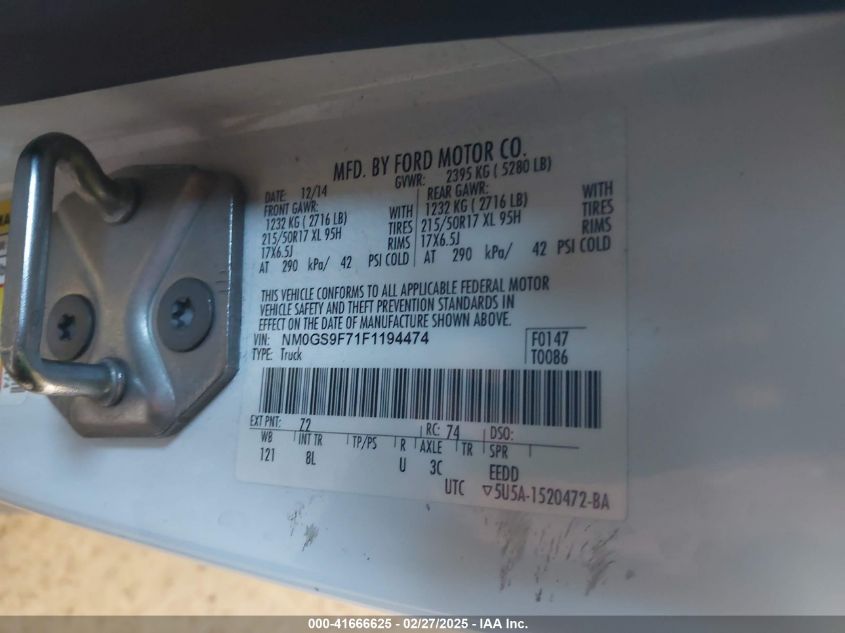 MFD. BY FORD MOTOR CO.
DATE: 12/14 GVWR: 2395 KG ( 5280 LB)
FRONT GAWR: REAR GAWR:
1232 KG (2716 LB) WITH 1232 KG (2716 LB) WITH
215/50R17 XL 95H TIRES 215/50R17 XL 95H TIRES
17X6.5J RIMS 17X6.5J RIMS
AT 290 kPa/ 42 PSI COLD AT 290 kPa/ 42 PSI COLD
THIS VEHICLE CONFORMS TO ALL APPLICABLE FEDERAL MOTOR
VEHICLE SAFETY AND THEFT PREVENTION STANDARDS IN
EFFECT ON THE DATE OF MANUFACTURE SHOWN ABOVE.
VIN: NM0GS9F71F1194474 F0147
TYPE: Truck T0086
EXT PNT: Z2 RC: 74 DSO:
WB INT TR TP/PS R AXLE TR SPR
121 8L U 3C EEDD
UTC ▽5U5A-1520472-BA
000-41666625 - 02/27/2025 - IAA Inc.